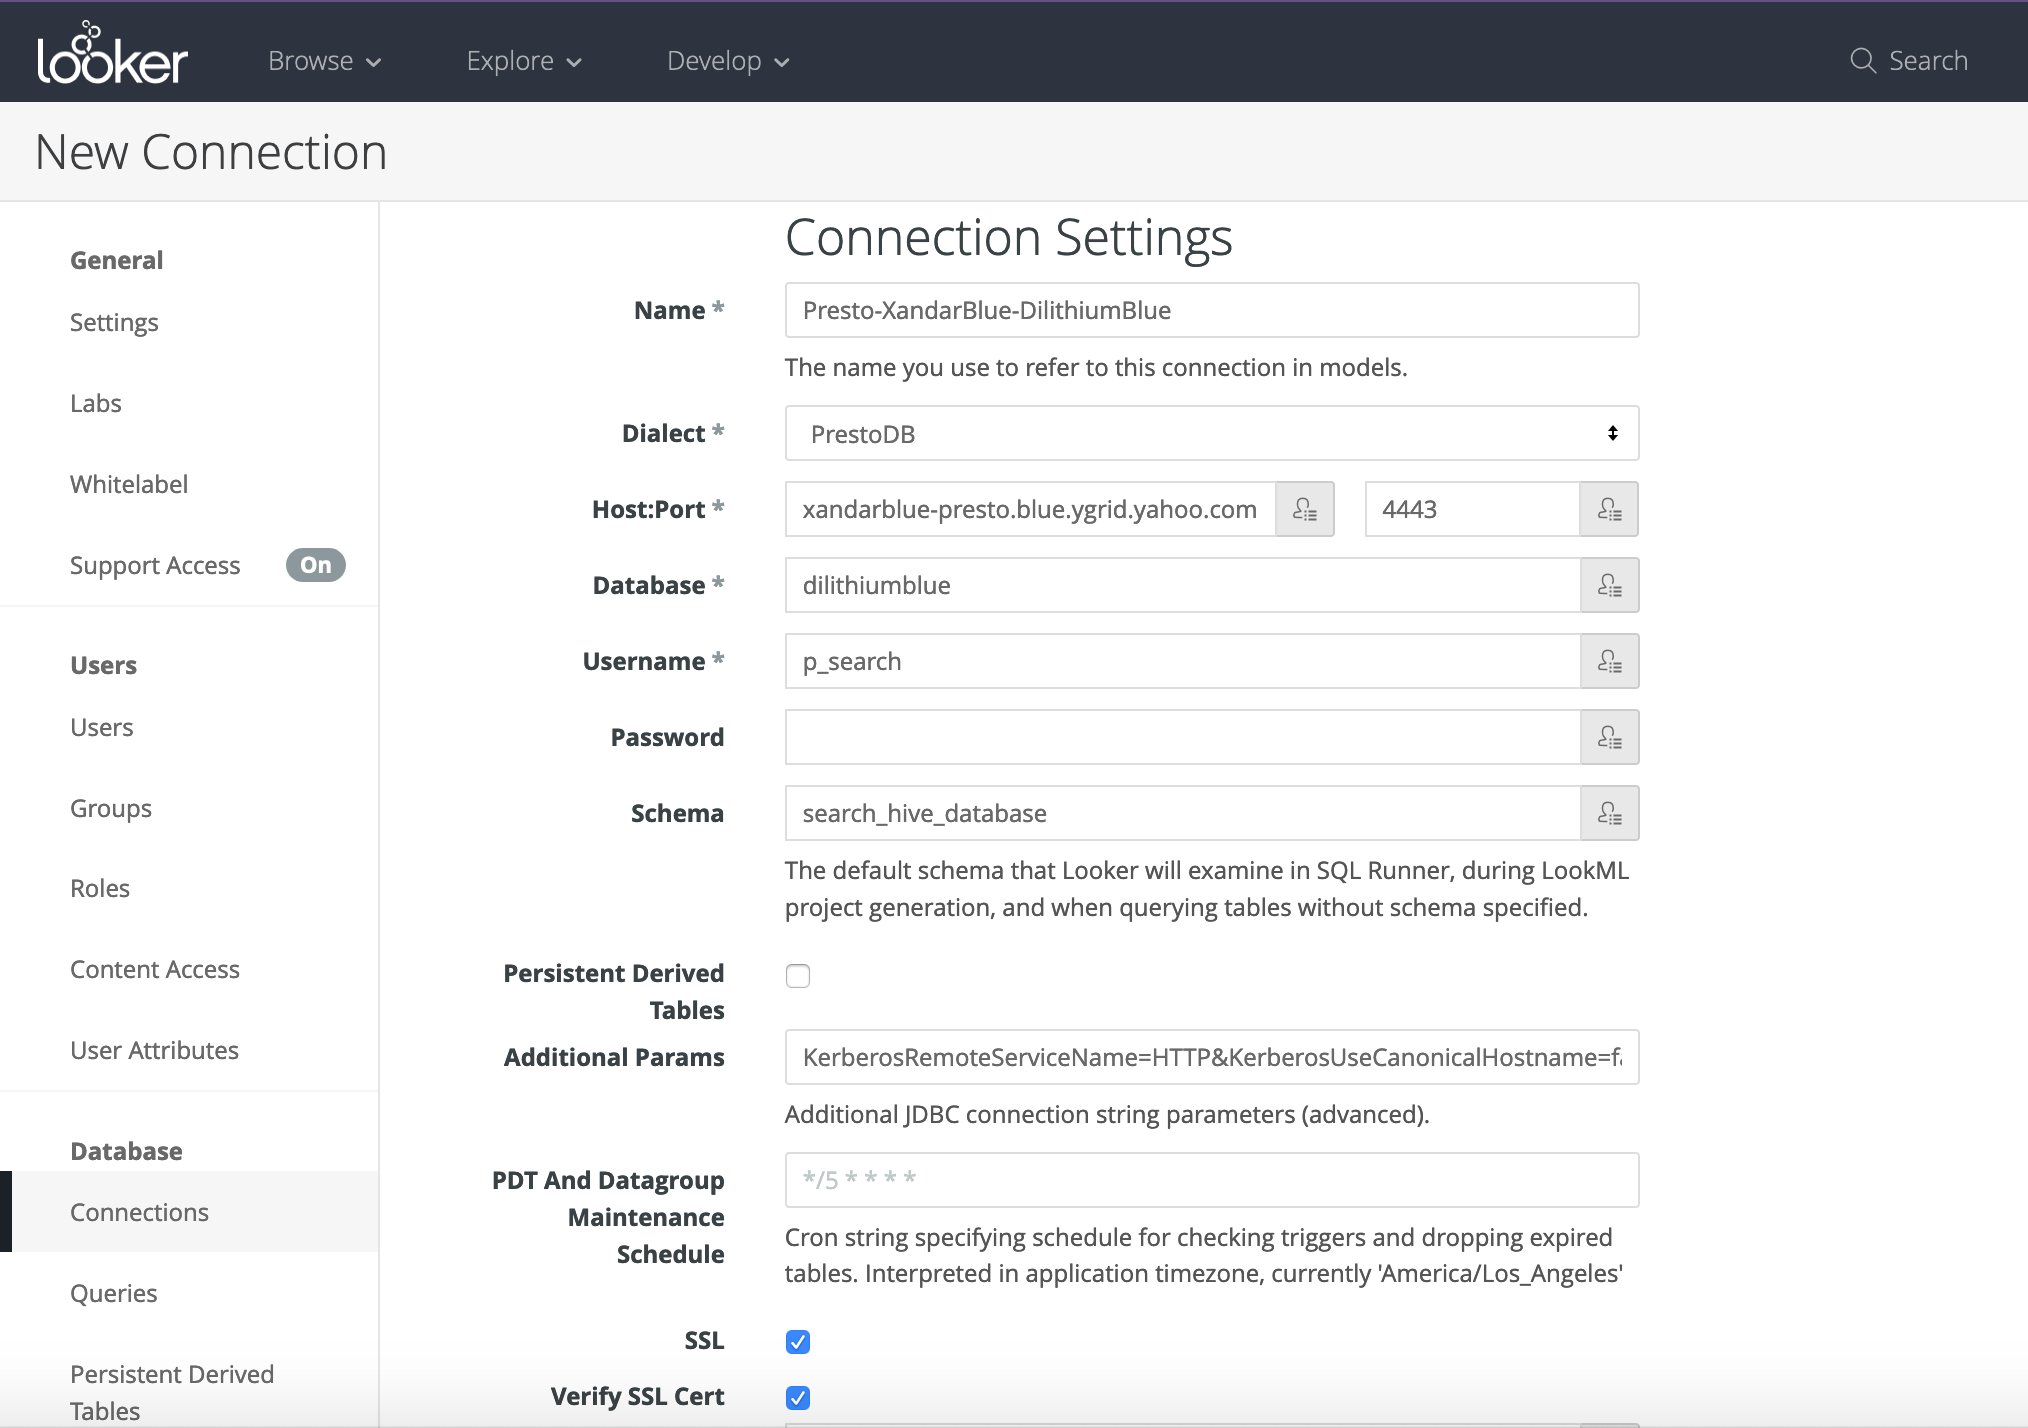 looker
Browse
Explore
Develop
Search
New Connection
General
Settings
Labs
Whitelabel
Support Access On
Users
Users
Groups
Roles
Content Access
User Attributes
Database
Connections
Queries
Persistent Derived
Tables
Connection Settings
Name *
Presto-XandarBlue-DilithiumBlue
The name you use to refer to this connection in models.
Dialect *
PrestoDB
Host:Port *
xandarblue-presto.blue.ygrid.yahoo.com
4443
Database *
dilithiumblue
Username *
p_search
Password
Schema
search_hive_database
The default schema that Looker will examine in SQL Runner, during LookML
project generation, and when querying tables without schema specified.
Persistent Derived
Tables
Additional Params
KerberosRemoteServiceName=HTTP&KerberosUseCanonicalHostname=f
Additional JDBC connection string parameters (advanced).
PDT And Datagroup
Maintenance
Schedule
*/5 * * * *
Cron string specifying schedule for checking triggers and dropping expired
tables. Interpreted in application timezone, currently 'America/Los_Angeles'
SSL
Verify SSL Cert